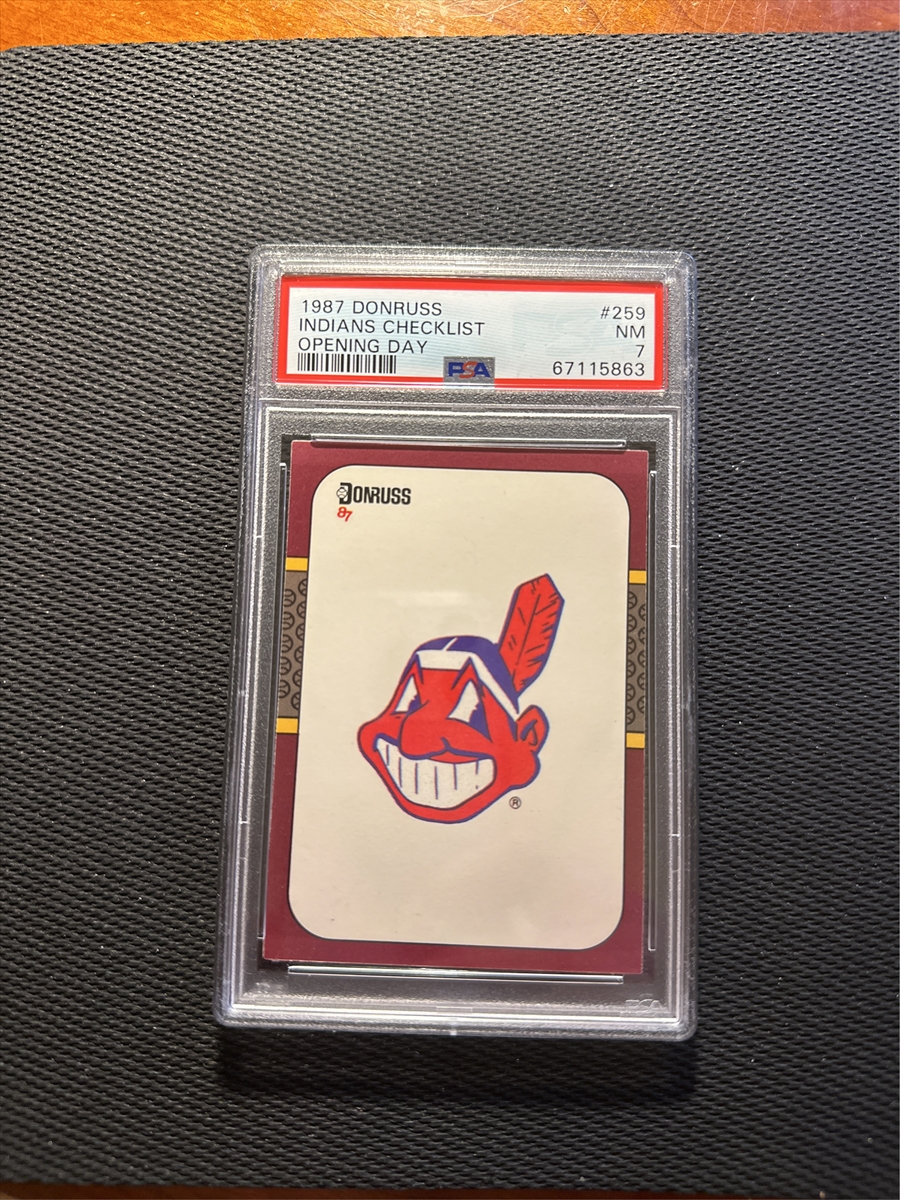 1987 DONRUSS #259
INDIANS CHECKLIST NM
OPENING DAY 7
PSA 67115863
DONRUSS
87
®